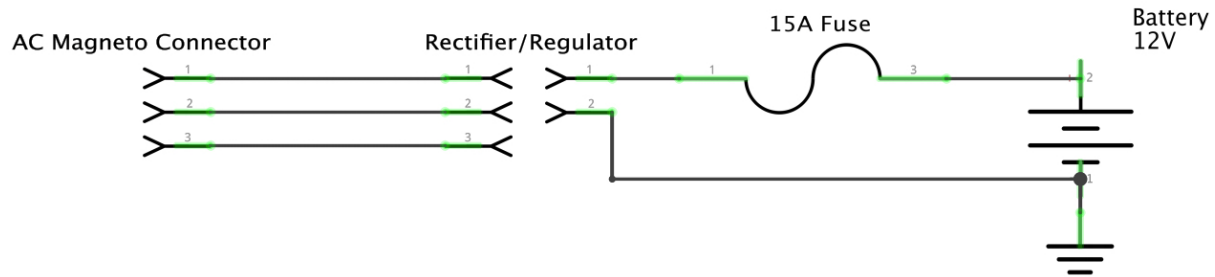 15A Fuse
Battery
12V
AC Magneto Connector
Rectifier/Regulator
1 1 1 1 3 2
2 2 2
3 3
1